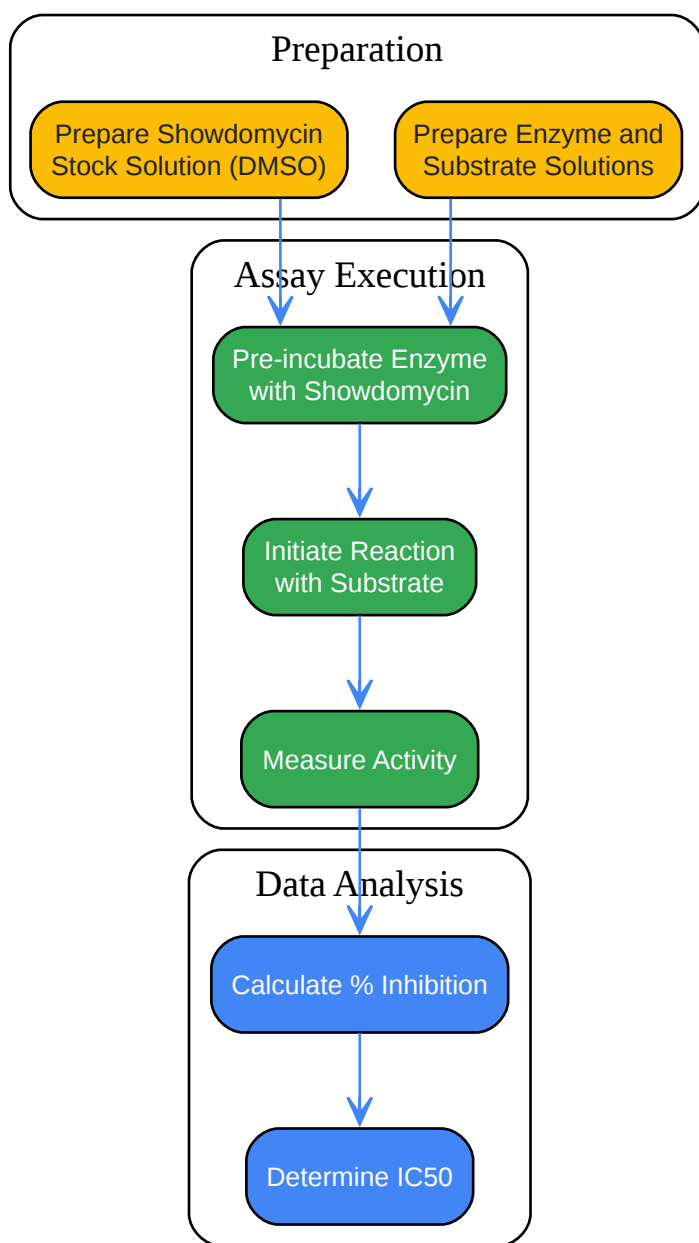 Preparation
Prepare Showdomycin
Stock Solution (DMSO)
Prepare Enzyme and
Substrate Solutions
Assay Execution
Pre-incubate Enzyme
with Showdomycin
Initiate Reaction
with Substrate
Measure Activity
Data Analysis
Calculate % Inhibition
Determine IC50